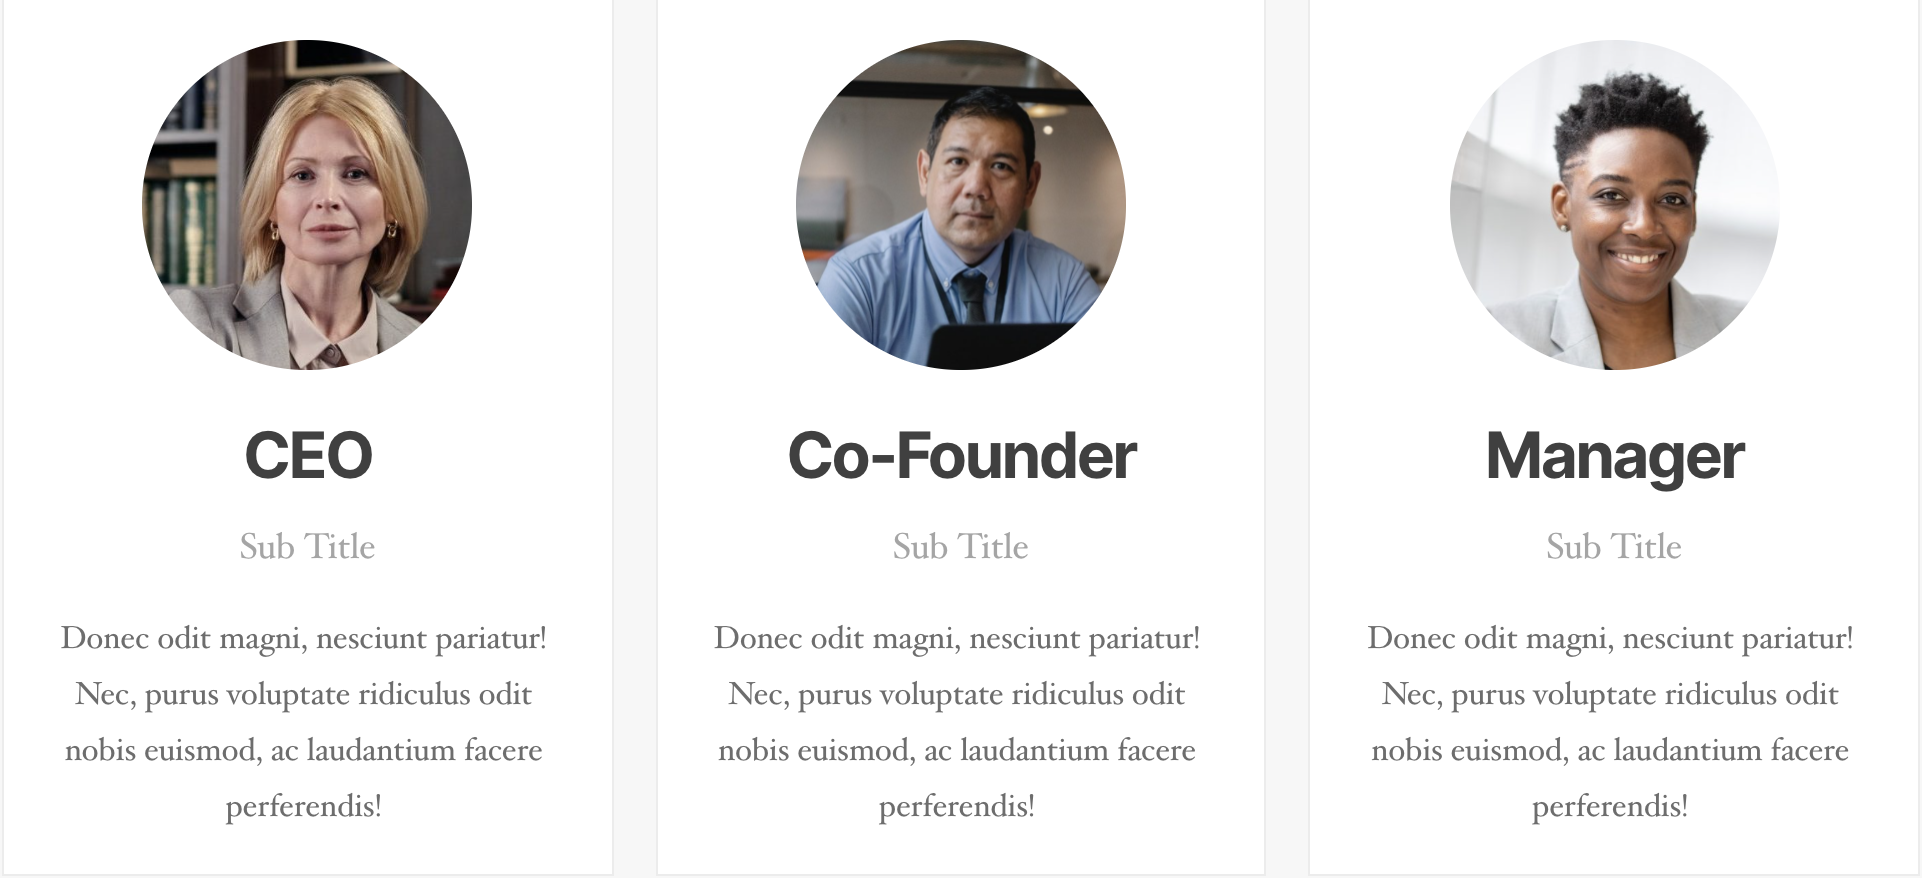 CEO
Sub Title
Donec odit magni, nesciunt pariatur!
Nec, purus voluptate ridiculus odit
nobis euismod, ac laudantium facere
perferendis!
Co-Founder
Sub Title
Donec odit magni, nesciunt pariatur!
Nec, purus voluptate ridiculus odit
nobis euismod, ac laudantium facere
perferendis!
Manager
Sub Title
Donec odit magni, nesciunt pariatur!
Nec, purus voluptate ridiculus odit
nobis euismod, ac laudantium facere
perferendis!